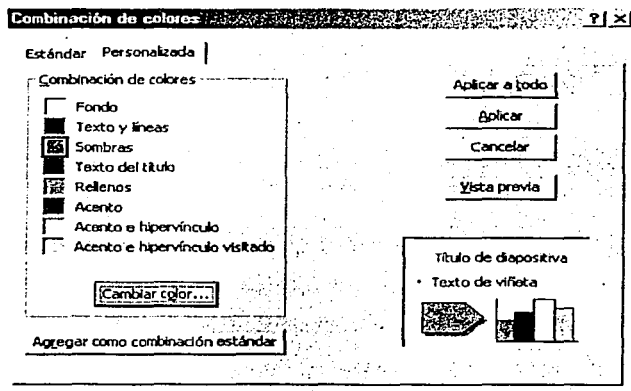 Combinación de colores ? ×
Estándar Personalizada
Combinación de colores
Fondo
Texto y líneas
Sombras
Texto del título
Rellenos
Acento
Acento e hipervínculo
Acento e hipervínculo visitado
Cambiar color...
Agregar como combinación estándar
Aplicar a todo
Aplicar
Cancelar
Vista previa
Título de diapositiva
• Texto de viñeta